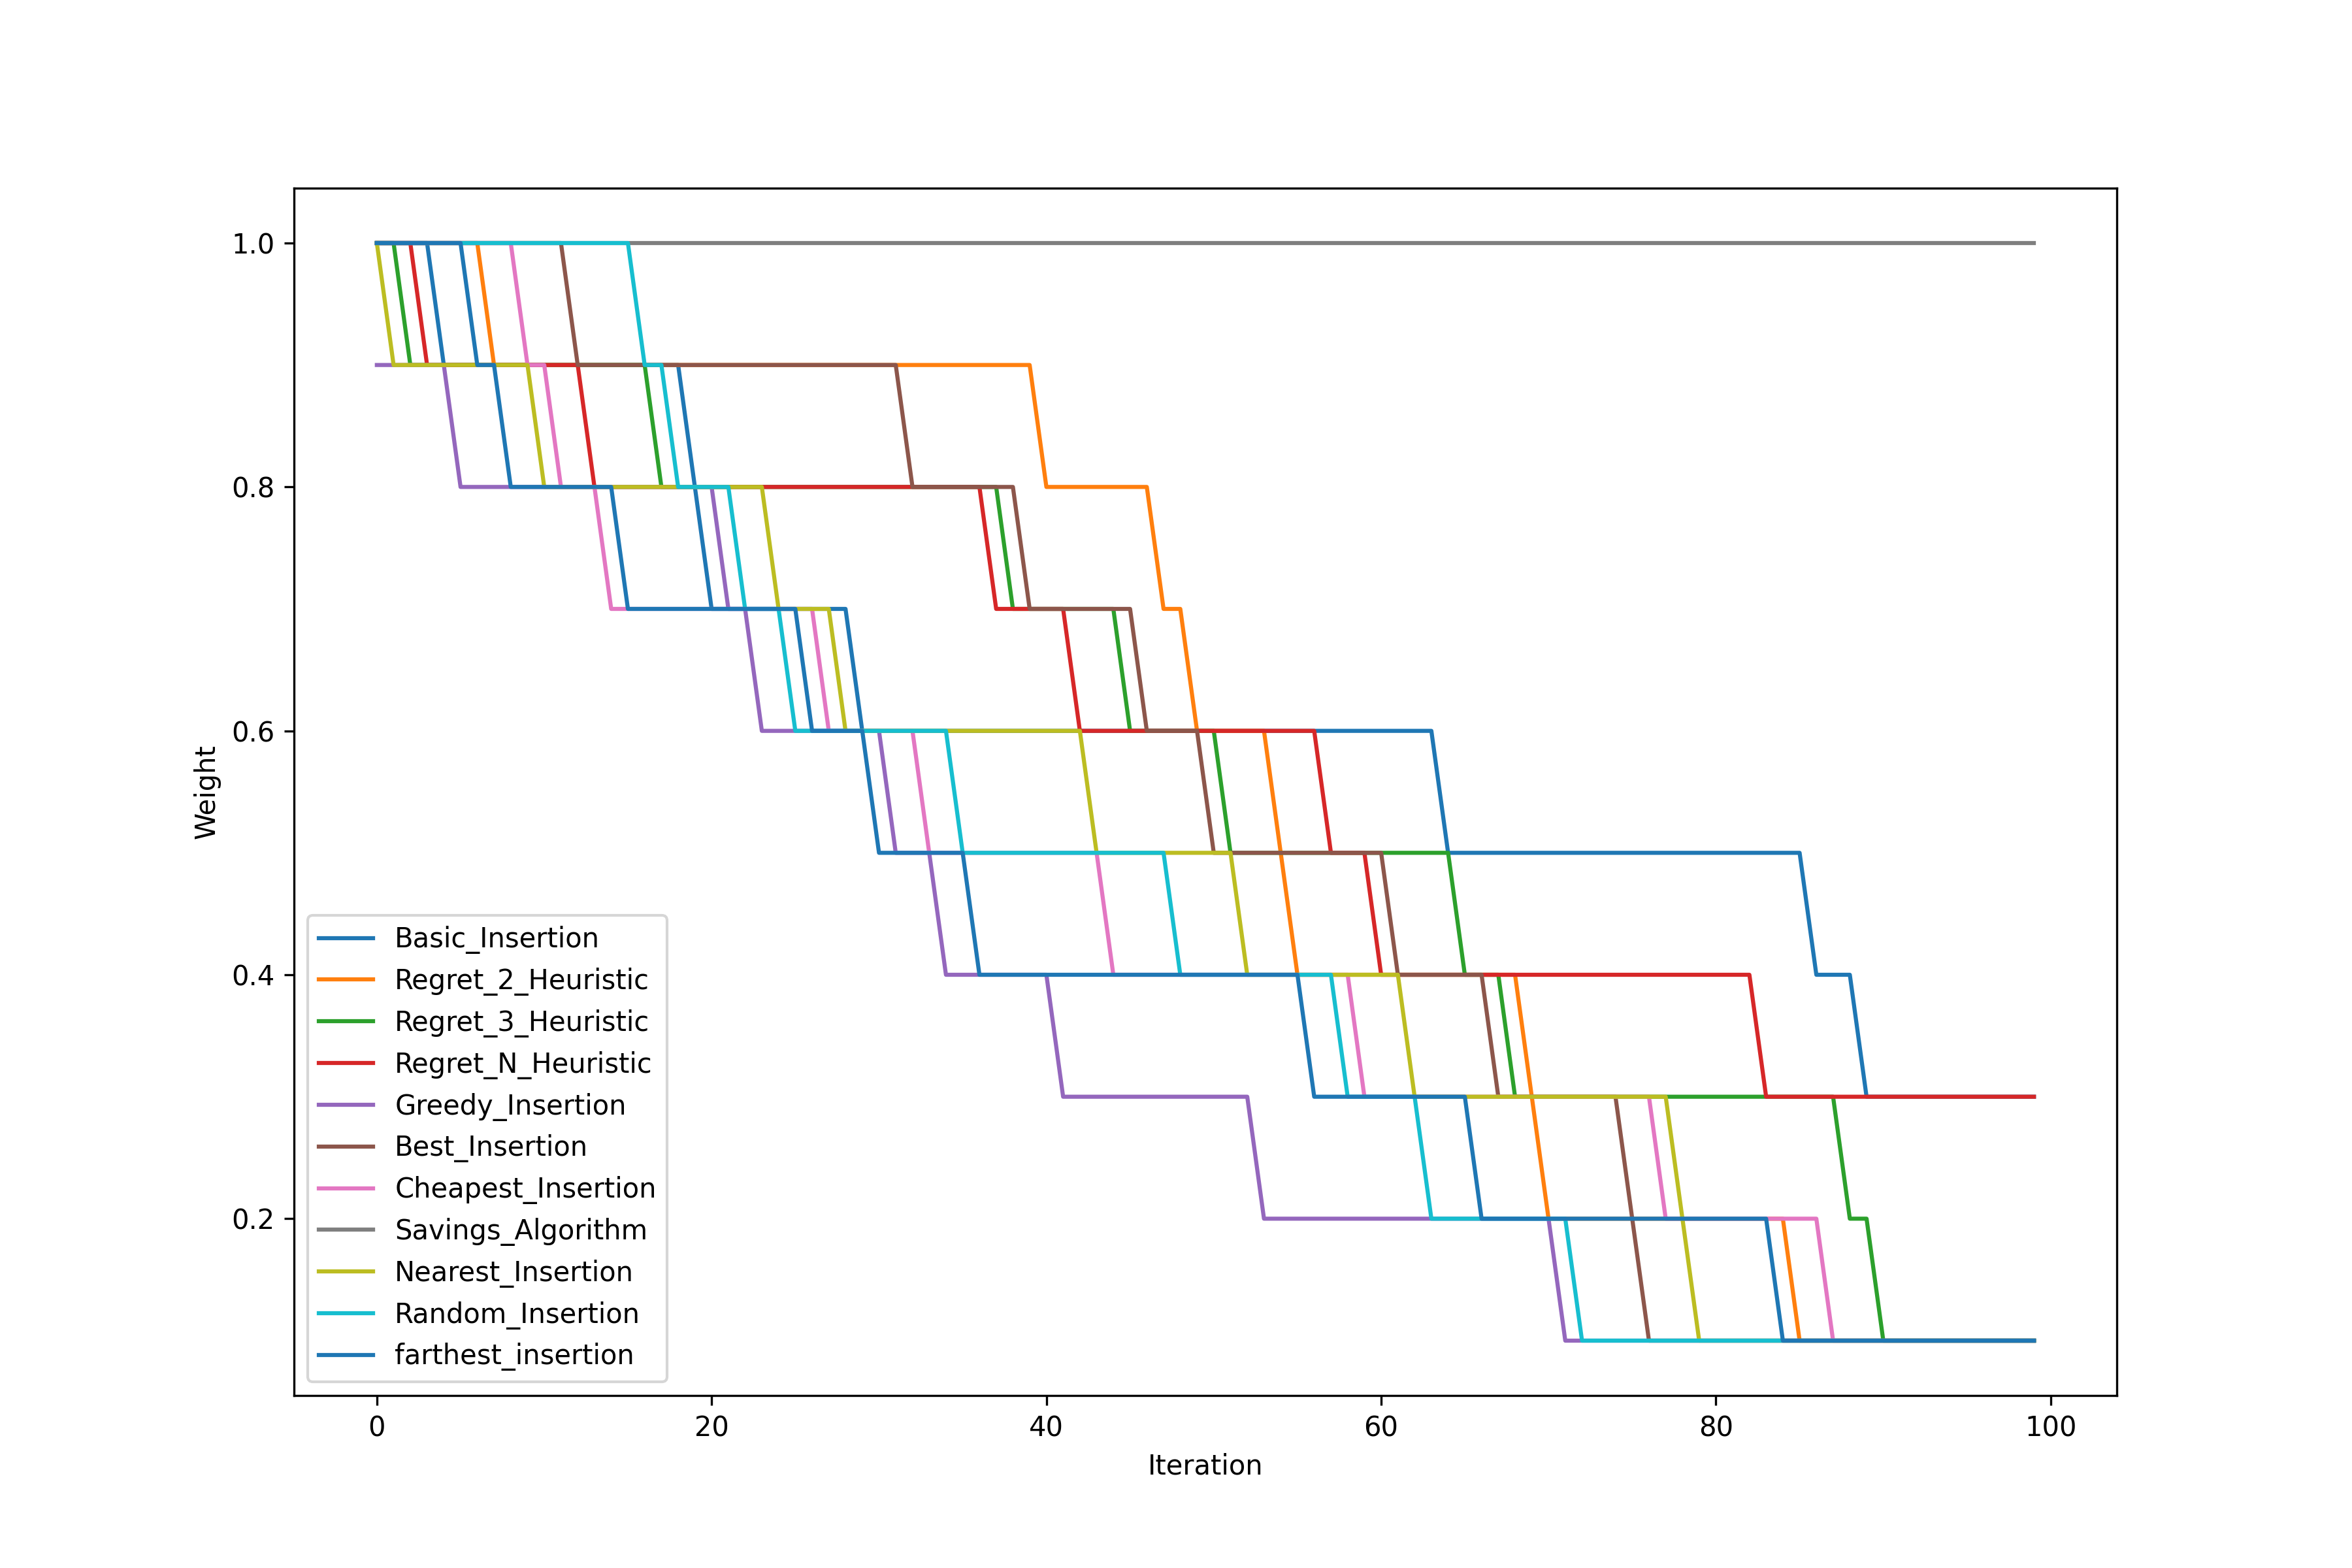 1.0
0.8
0.6
0.4
0.2
Weight
Basic_Insertion
Regret_2_Heuristic
Regret_3_Heuristic
Regret_N_Heuristic
Greedy_Insertion
Best_Insertion
Cheapest_Insertion
Savings_Algorithm
Nearest_Insertion
Random_Insertion
farthest_insertion
0 20 40 60 80 100
Iteration